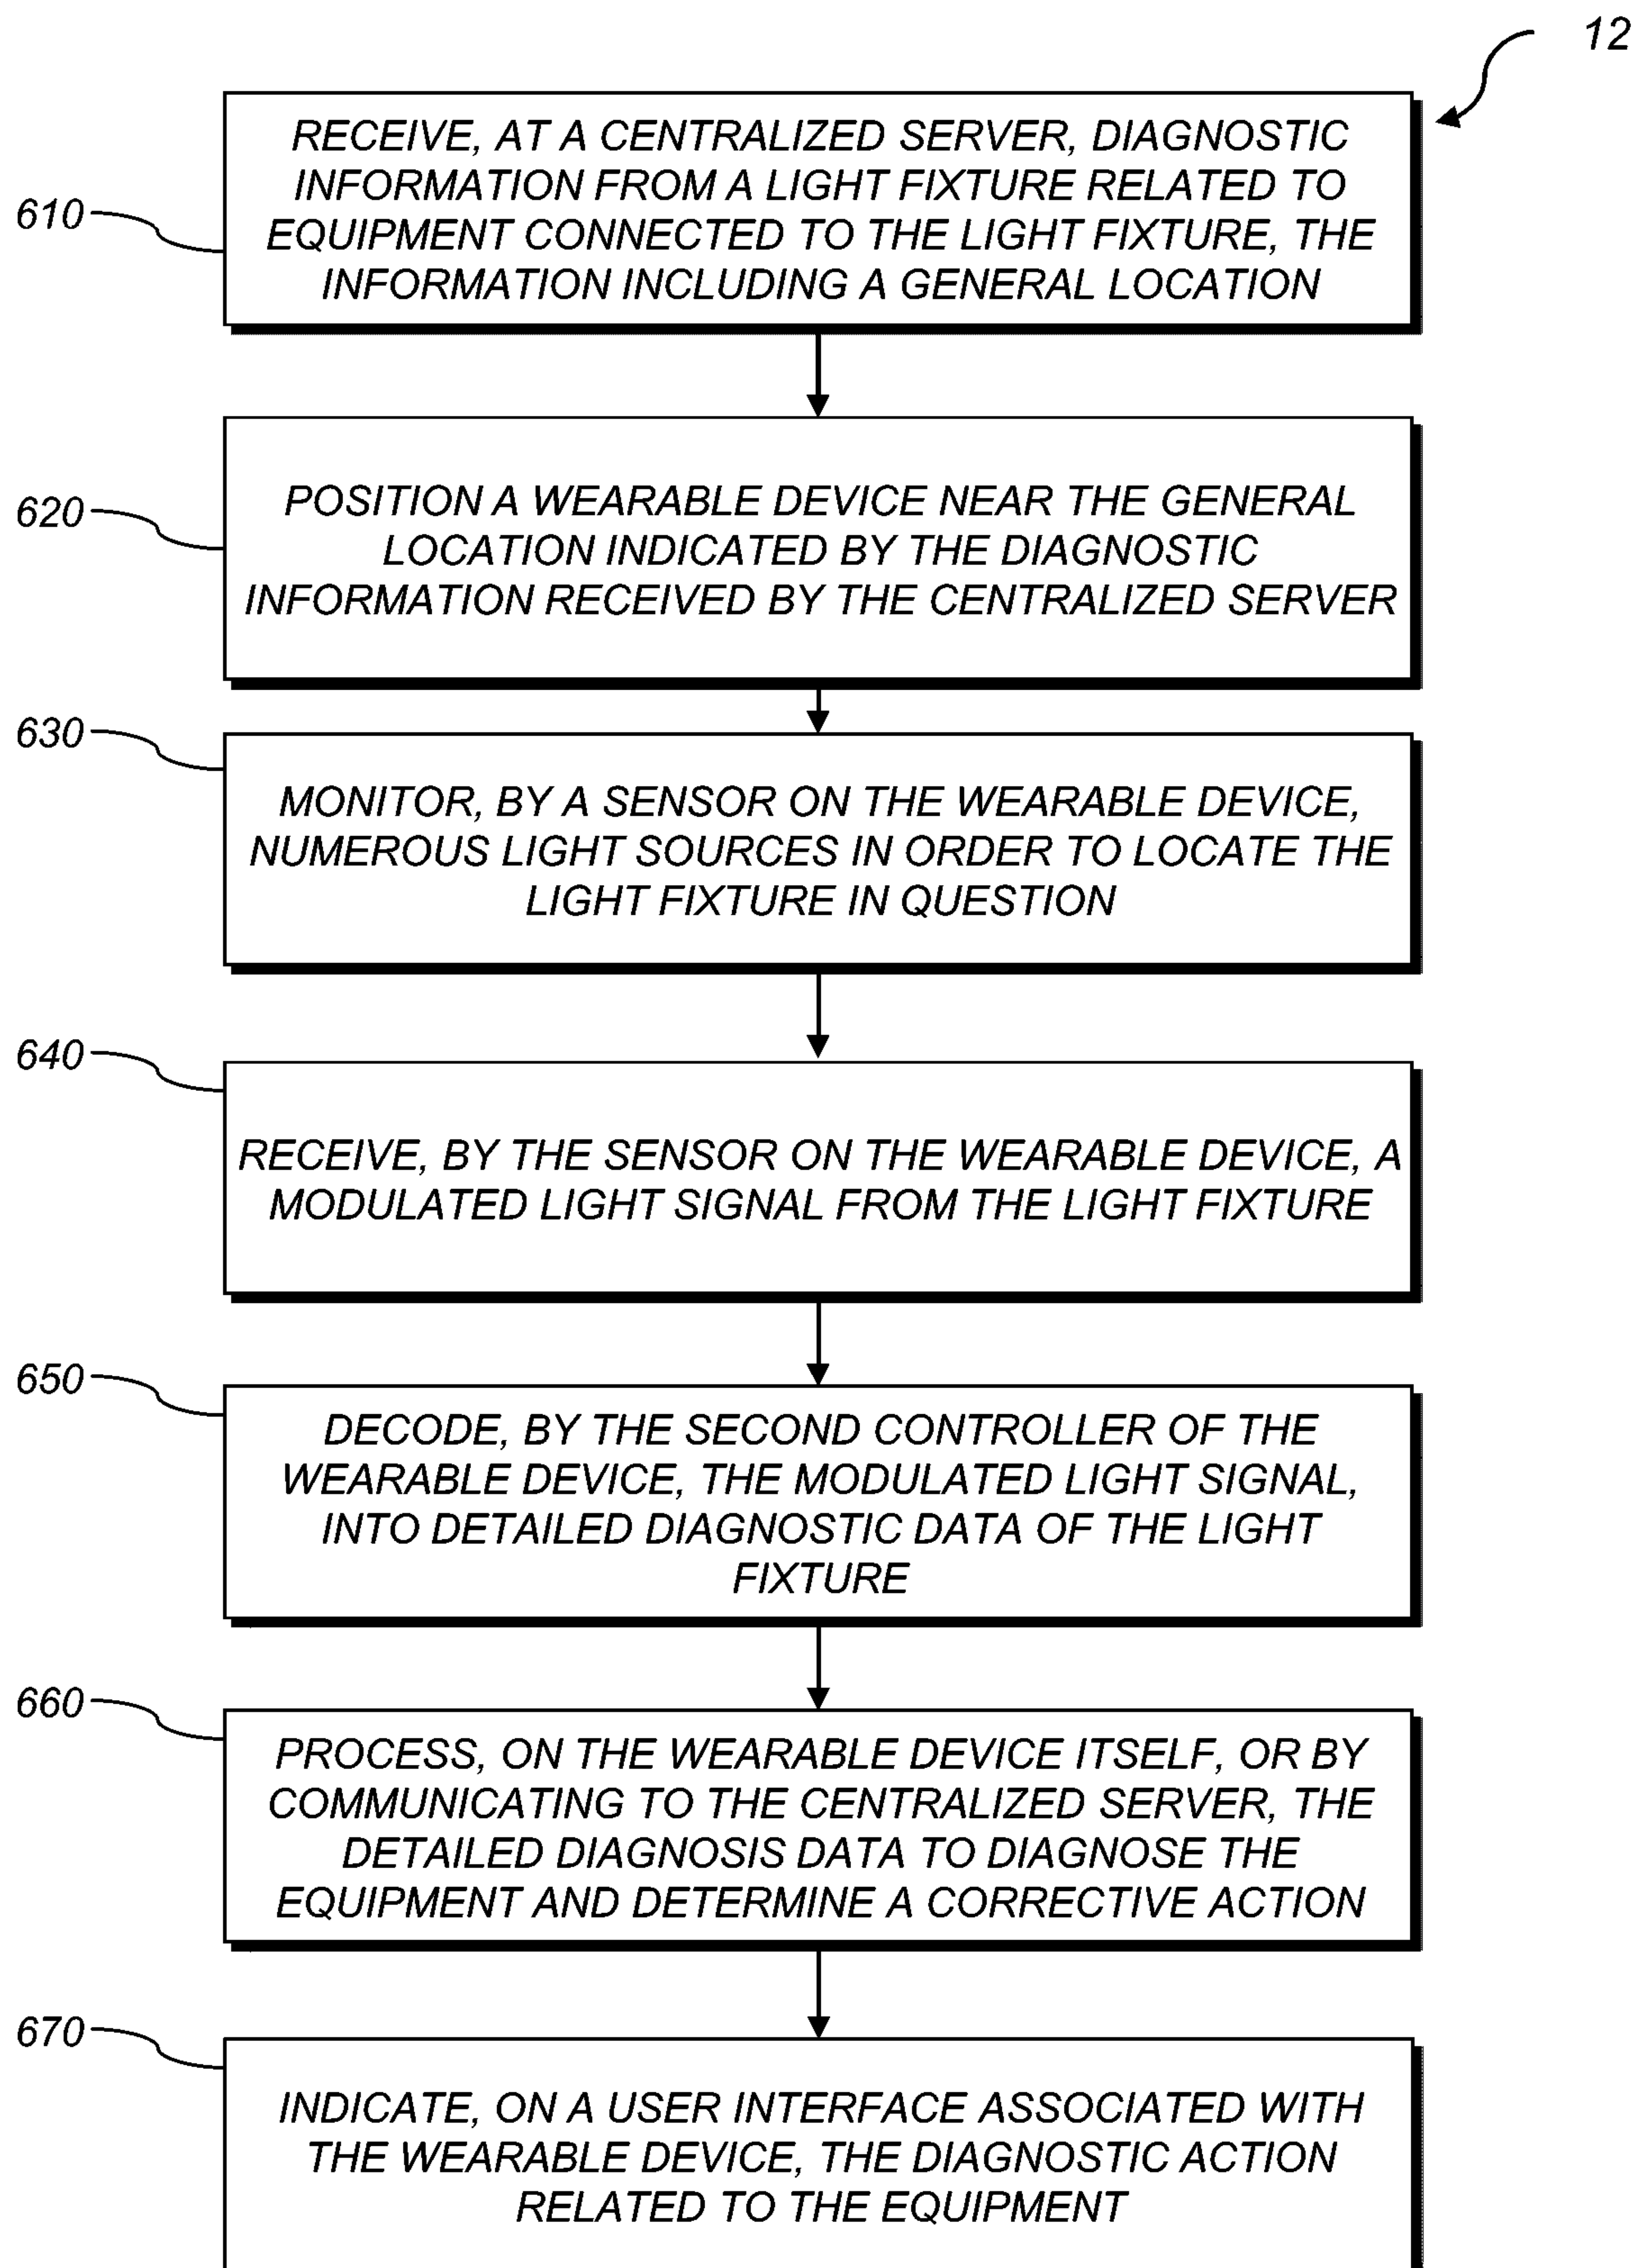 12
610
RECEIVE, AT A CENTRALIZED SERVER, DIAGNOSTIC
INFORMATION FROM A LIGHT FIXTURE RELATED TO
EQUIPMENT CONNECTED TO THE LIGHT FIXTURE, THE
INFORMATION INCLUDING A GENERAL LOCATION
620
POSITION A WEARABLE DEVICE NEAR THE GENERAL
LOCATION INDICATED BY THE DIAGNOSTIC
INFORMATION RECEIVED BY THE CENTRALIZED SERVER
630
MONITOR, BY A SENSOR ON THE WEARABLE DEVICE,
NUMEROUS LIGHT SOURCES IN ORDER TO LOCATE THE
LIGHT FIXTURE IN QUESTION
640
RECEIVE, BY THE SENSOR ON THE WEARABLE DEVICE, A
MODULATED LIGHT SIGNAL FROM THE LIGHT FIXTURE
650
DECODE, BY THE SECOND CONTROLLER OF THE
WEARABLE DEVICE, THE MODULATED LIGHT SIGNAL,
INTO DETAILED DIAGNOSTIC DATA OF THE LIGHT
FIXTURE
660
PROCESS, ON THE WEARABLE DEVICE ITSELF, OR BY
COMMUNICATING TO THE CENTRALIZED SERVER, THE
DETAILED DIAGNOSIS DATA TO DIAGNOSE THE
EQUIPMENT AND DETERMINE A CORRECTIVE ACTION
670
INDICATE, ON A USER INTERFACE ASSOCIATED WITH
THE WEARABLE DEVICE, THE DIAGNOSTIC ACTION
RELATED TO THE EQUIPMENT